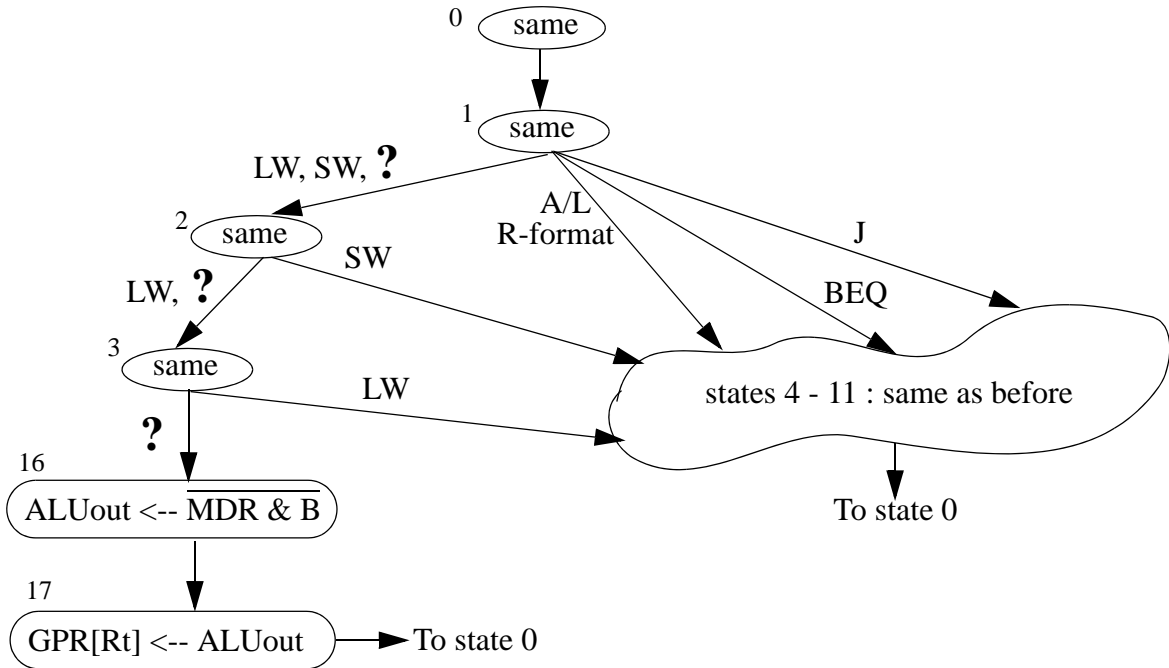 0
same
1
same
LW, SW, ?
A/L
R-format
J
2
same
SW
BEQ
LW, ?
3
same
LW
states 4 - 11 : same as before
?
16
ALUout <-- MDR & B
To state 0
17
GPR[Rt] <-- ALUout
To state 0